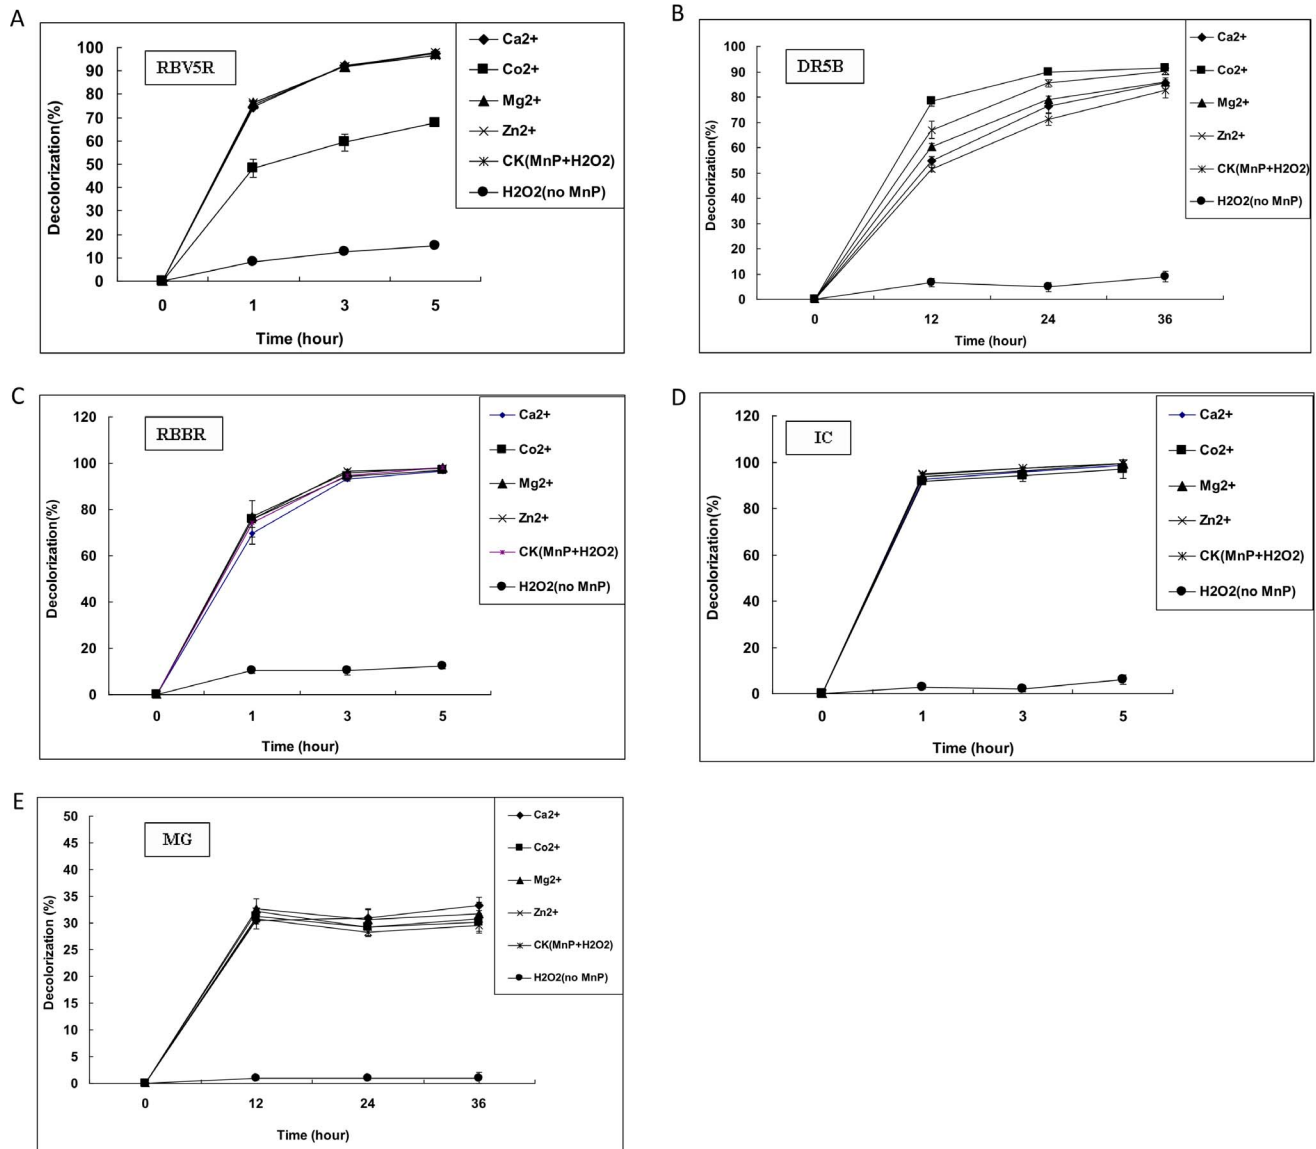 A
RBV5R
Decolorization(%)
100
90
80
70
60
50
40
30
20
10
0
0 1 3 5
Time (hour)
Ca2+
Co2+
Mg2+
Zn2+
CK(MnP+H2O2)
H2O2(no MnP)
B
DR5B
Decolorization(%)
100
90
80
70
60
50
40
30
20
10
0
0 12 24 36
Time (hour)
Ca2+
Co2+
Mg2+
Zn2+
CK(MnP+H2O2)
H2O2(no MnP)
C
RBBR
Decolorization(%)
120
100
80
60
40
20
0
0 1 3 5
Time (hour)
Ca2+
Co2+
Mg2+
Zn2+
CK(MnP+H2O2)
H2O2(no MnP)
D
IC
Decolorization(%)
120
100
80
60
40
20
0
0 1 3 5
Time (hour)
Ca2+
Co2+
Mg2+
Zn2+
CK(MnP+H2O2)
H2O2(no MnP)
E
MG
Decolorization (%)
50
45
40
35
30
25
20
15
10
5
0
0 12 24 36
Time (hour)
Ca2+
Co2+
Mg2+
Zn2+
CK(MnP+H2O2)
H2O2(no MnP)